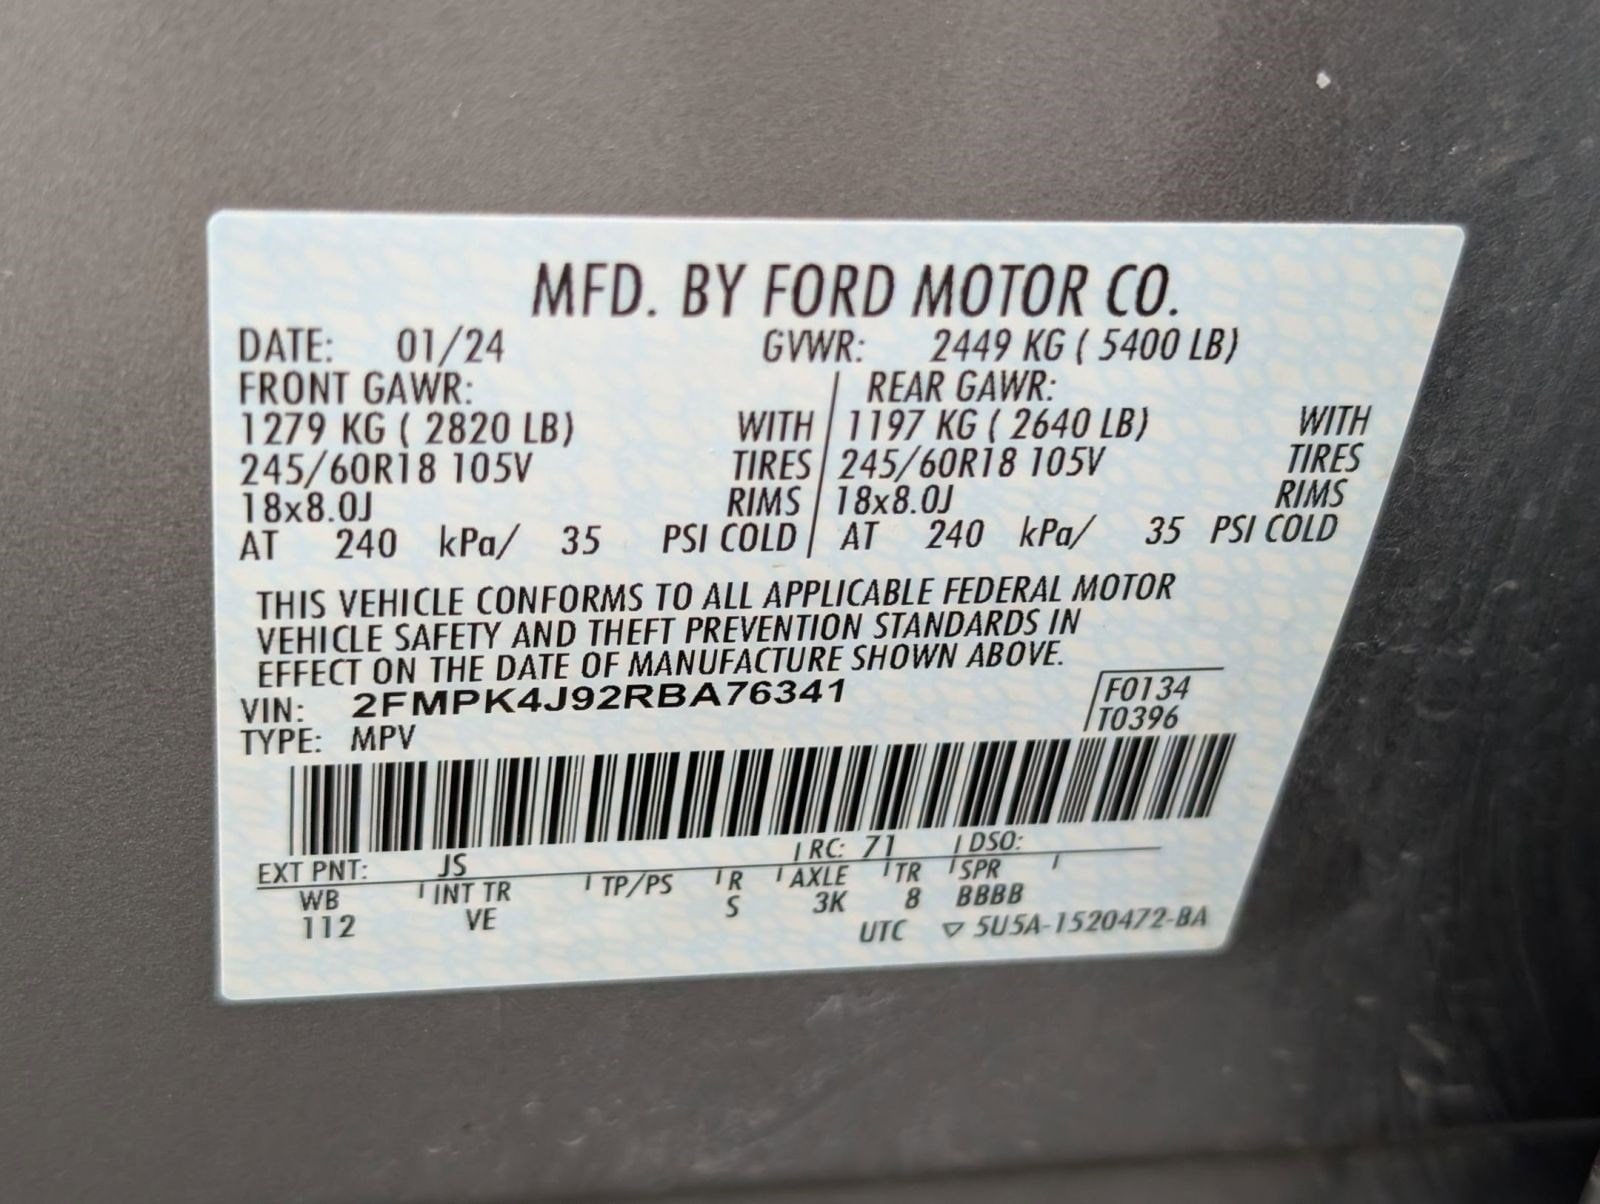 MFD. BY FORD MOTOR CO.
DATE: 01/24 GVWR: 2449 KG ( 5400 LB)
FRONT GAWR: REAR GAWR:
1279 KG ( 2820 LB) WITH 1197 KG ( 2640 LB) WITH
245/60R18 105V TIRES 245/60R18 105V TIRES
18x8.0J RIMS 18x8.0J RIMS
AT 240 kPa/ 35 PSI COLD AT 240 kPa/ 35 PSI COLD
THIS VEHICLE CONFORMS TO ALL APPLICABLE FEDERAL MOTOR
VEHICLE SAFETY AND THEFT PREVENTION STANDARDS IN
EFFECT ON THE DATE OF MANUFACTURE SHOWN ABOVE.
VIN: 2FMPK4J92RBA76341 F0134
TYPE: MPV T0396
EXT PNT: JS RC: 71 DSO:
WB INT TR TP/PS R AXLE TR SPR
112 VE S 3K 8 BBBB
UTC ▽ 5U5A-1520472-BA